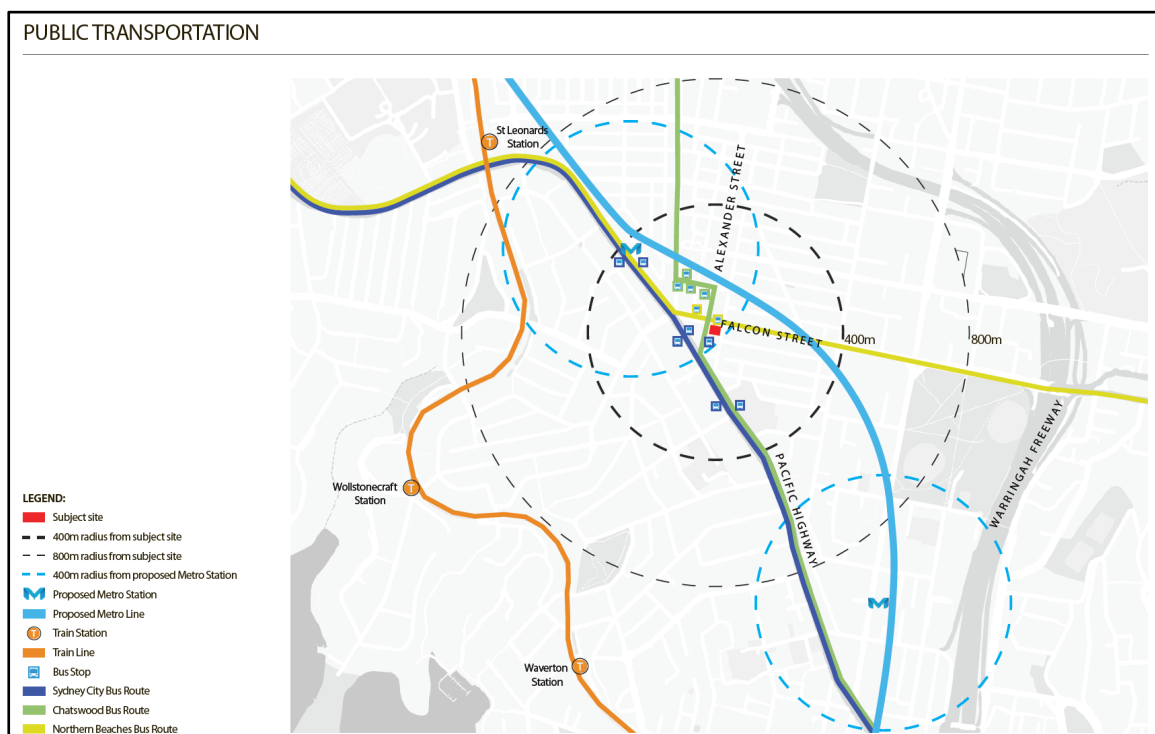 PUBLIC TRANSPORTATION
St Leonards
Station
ALEXANDER STREET
FALCON STREET
400m
800m
Wollstonecraft
Station
PACIFIC HIGHWAY
WARRINGAH FREEWAY
Waverton
Station
LEGEND:
Subject site
400m radius from subject site
800m radius from subject site
400m radius from proposed Metro Station
Proposed Metro Station
Proposed Metro Line
T Train Station
Train Line
Bus Stop
Sydney City Bus Route
Chatswood Bus Route
Northern Beaches Bus Route